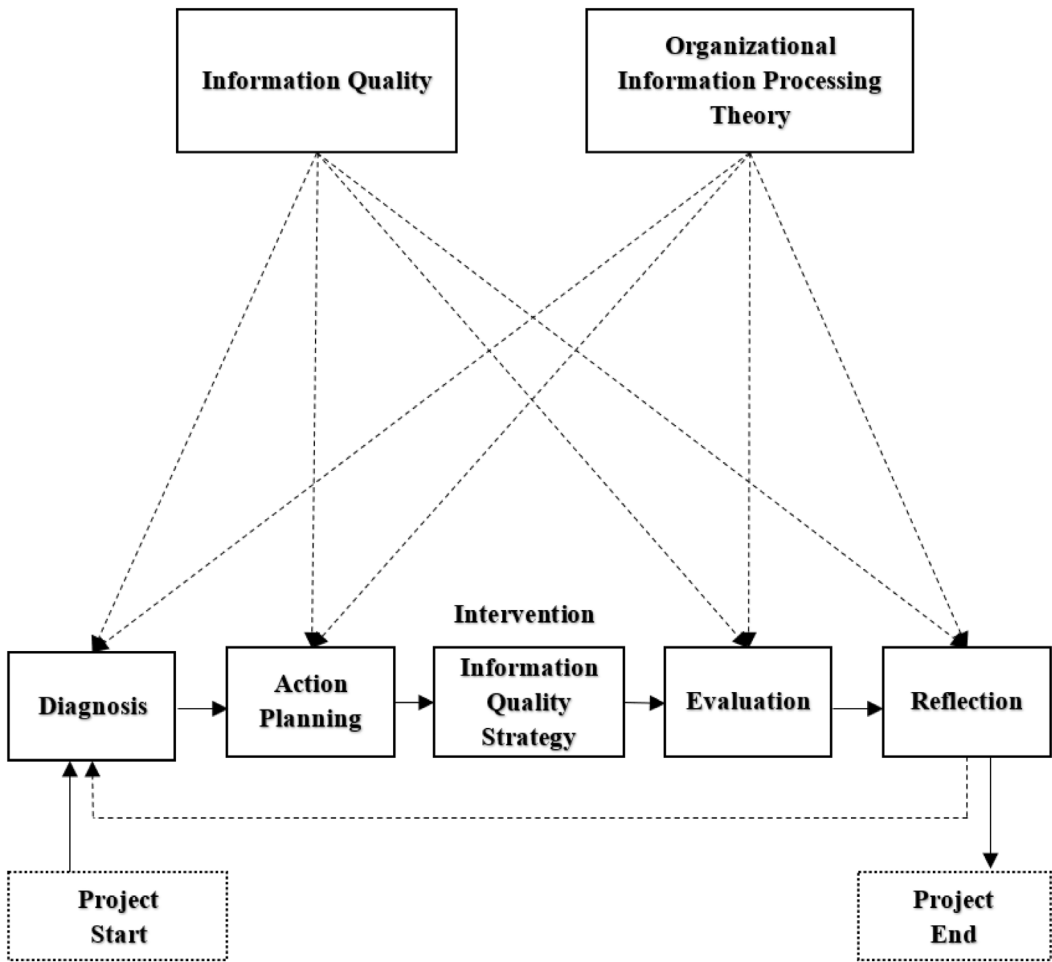 Information Quality
Organizational
Information Processing
Theory
Intervention
Diagnosis
Action
Planning
Information
Quality
Strategy
Evaluation
Reflection
Project
Start
Project
End